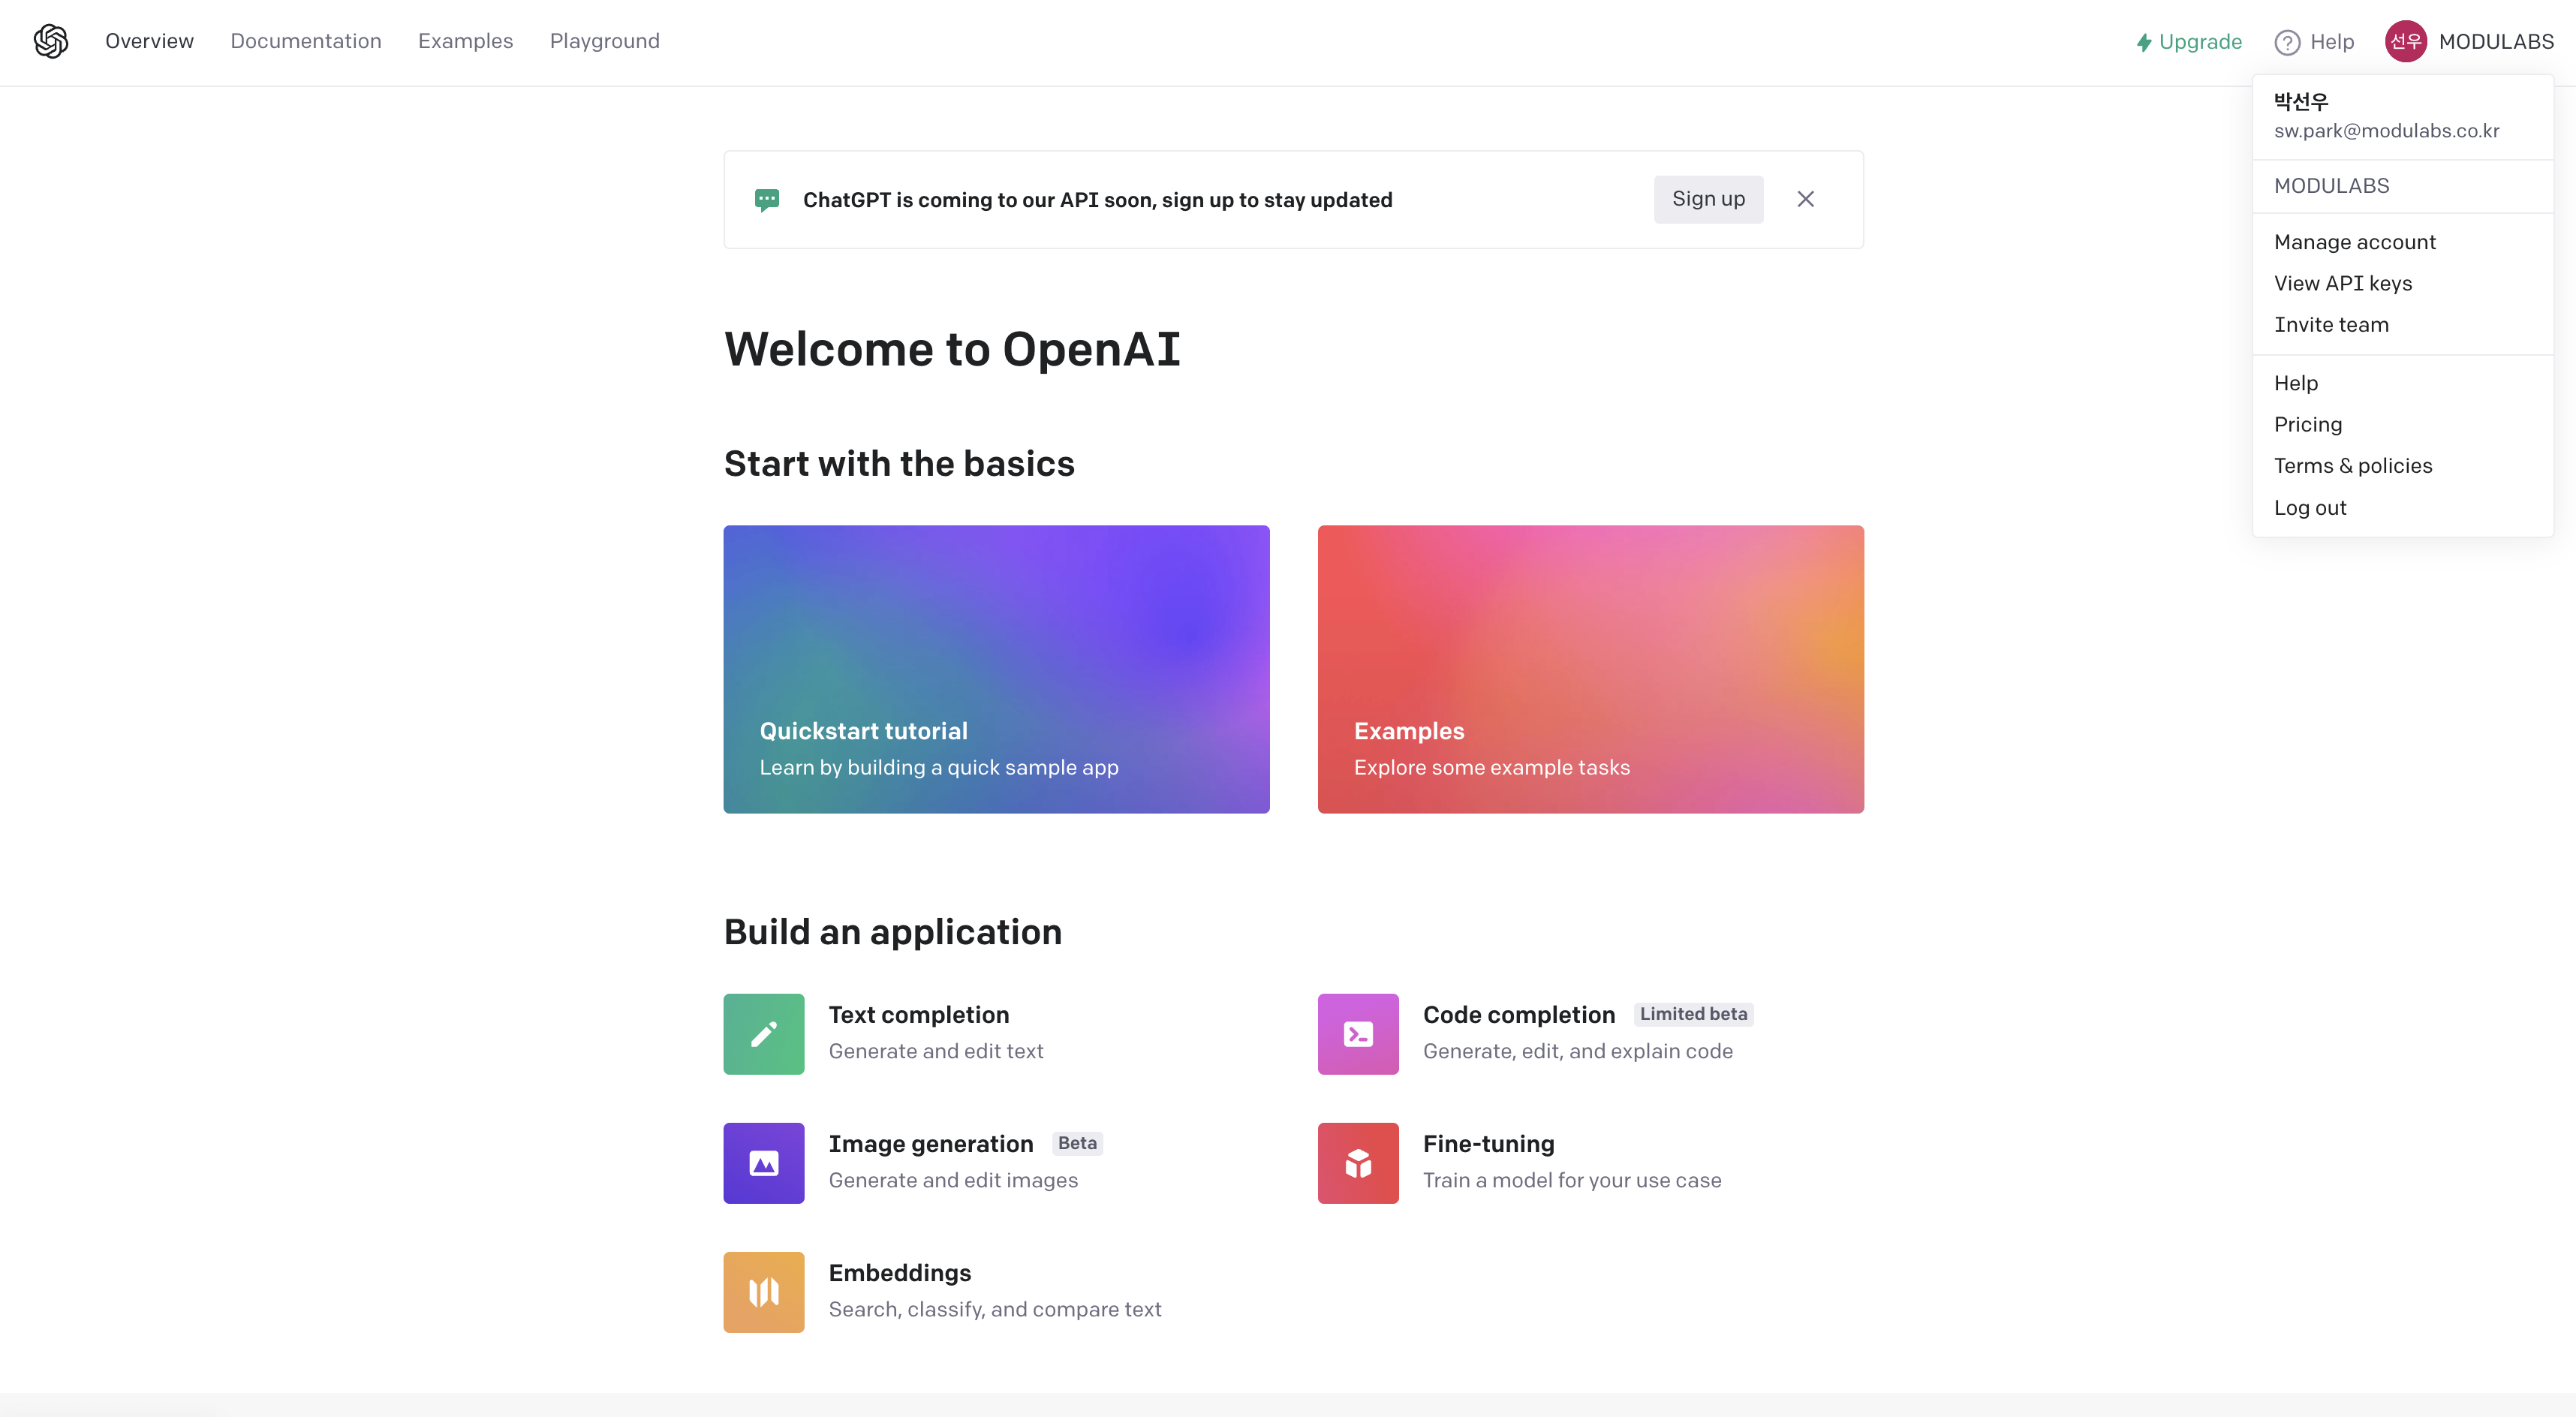 Overview Documentation Examples Playground Upgrade Help 선우 MODULABS
박선우
sw.park@modulabs.co.kr
MODULABS
Manage account
View API keys
Invite team
Help
Pricing
Terms & policies
Log out
ChatGPT is coming to our API soon, sign up to stay updated Sign up
Welcome to OpenAI
Start with the basics
Quickstart tutorial
Learn by building a quick sample app
Examples
Explore some example tasks
Build an application
Text completion
Generate and edit text
Code completion Limited beta
Generate, edit, and explain code
Image generation Beta
Generate and edit images
Fine-tuning
Train a model for your use case
Embeddings
Search, classify, and compare text